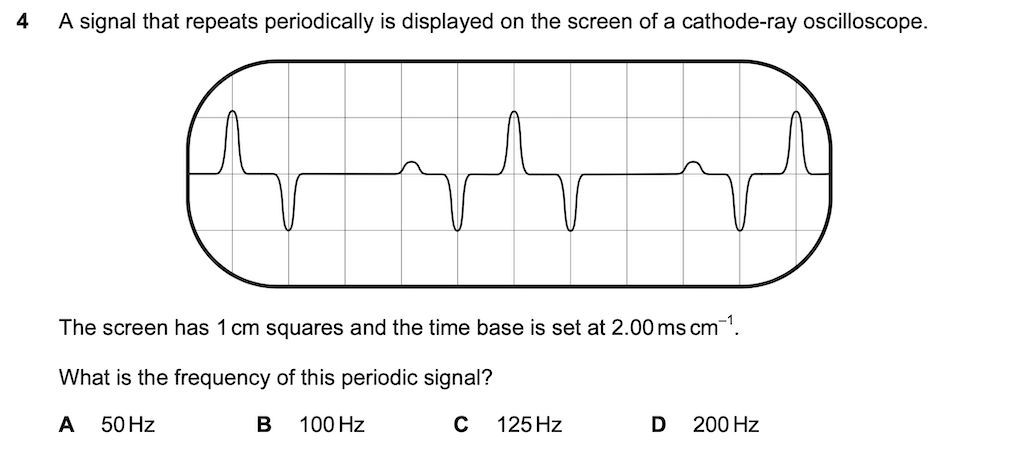 4 A signal that repeats periodically is displayed on the screen of a cathode-ray oscilloscope.
The screen has 1 cm squares and the time base is set at 2.00 ms cm⁻¹.
What is the frequency of this periodic signal?
A 50 Hz B 100 Hz C 125 Hz D 200 Hz